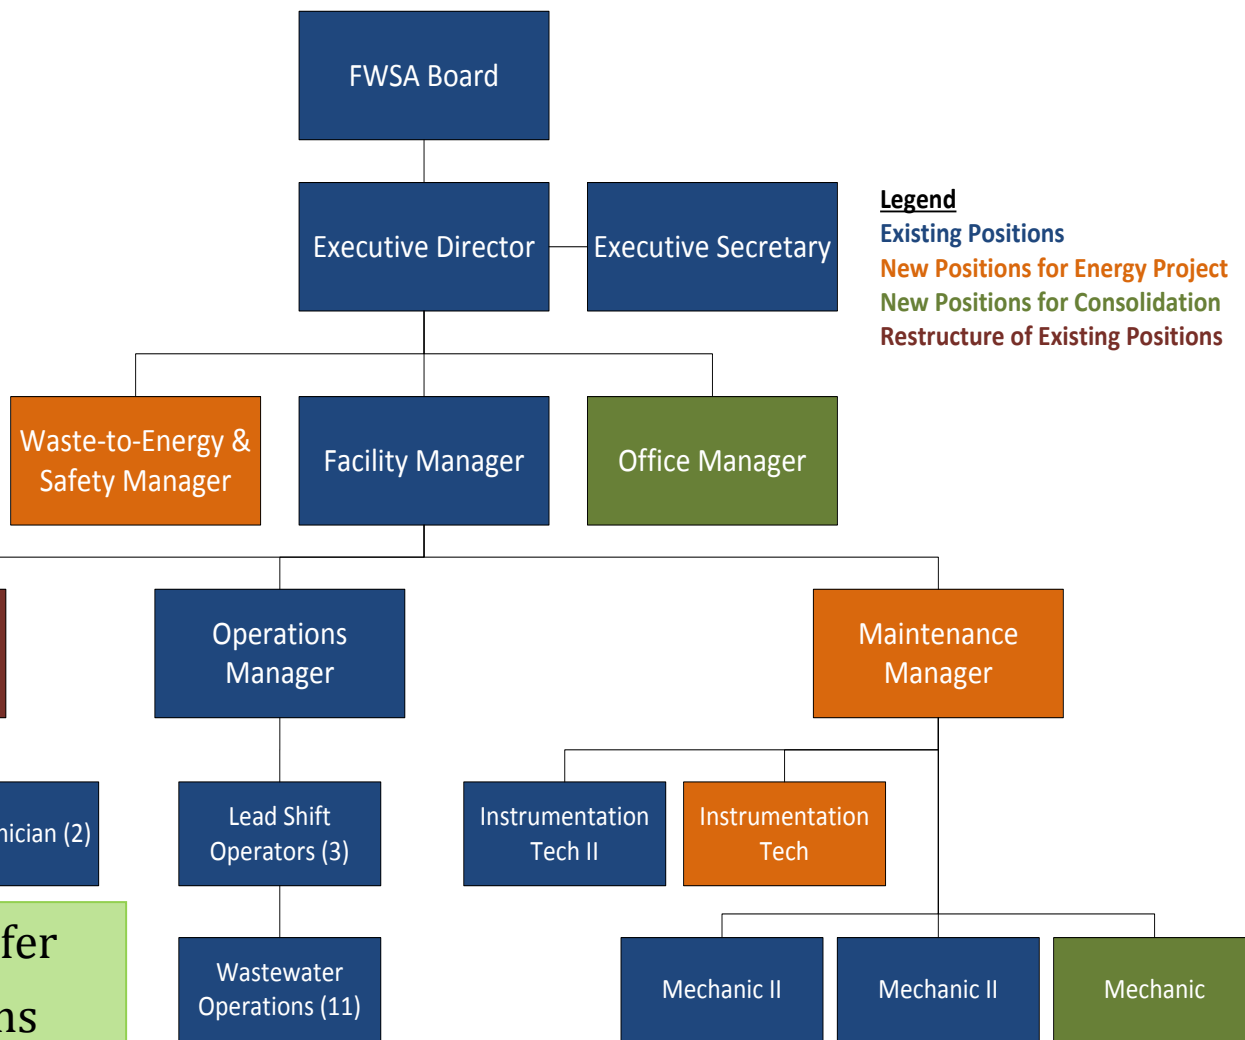 FWSA Board
Executive Director
Executive Secretary
Legend
Existing Positions
New Positions for Energy Project
New Positions for Consolidation
Restructure of Existing Positions
Waste-to-Energy &
Safety Manager
Facility Manager
Office Manager
Operations
Manager
Maintenance
Manager
(2)
Lead Shift
Operators (3)
Instrumentation
Tech II
Instrumentation
Tech
Wastewater
Operations (11)
Mechanic II
Mechanic II
Mechanic